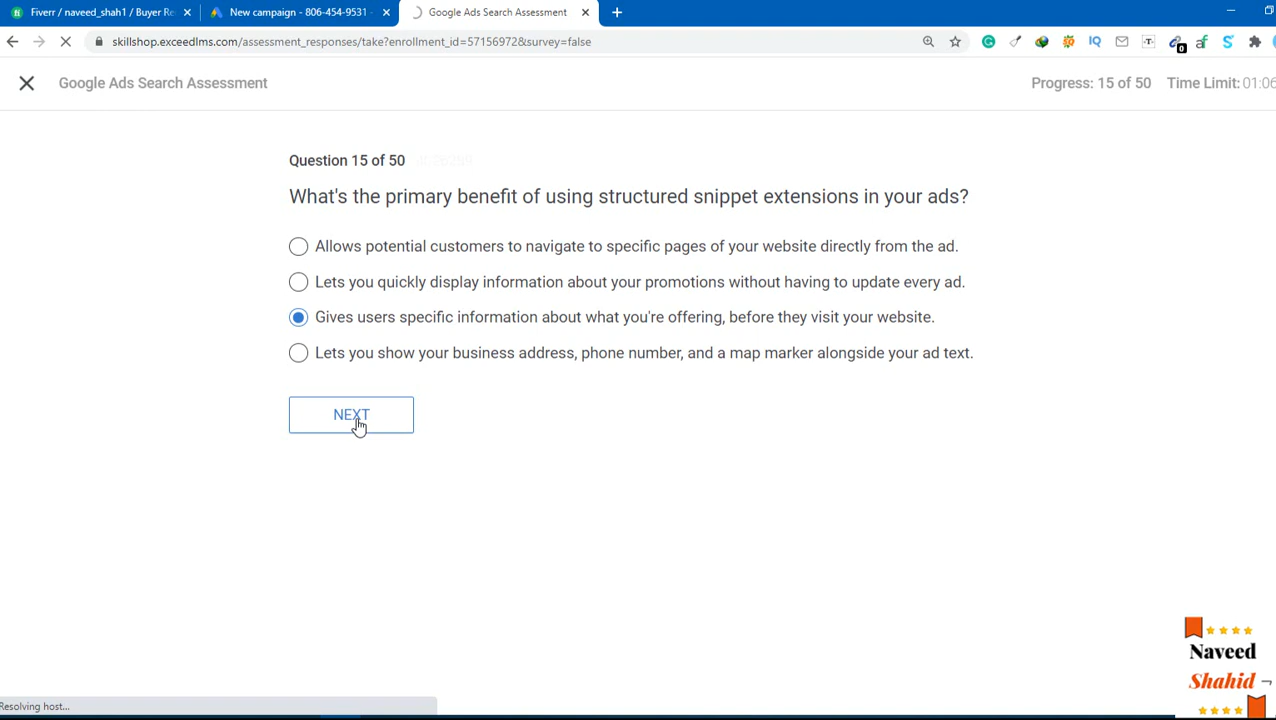 Fiverr / naveed_shah1 / Buyer Re
New campaign - 806-454-9531 -
Google Ads Search Assessment
skillshop.exceedlms.com/assessment_responses/take?enrollment_id=57156972&survey=false
Google Ads Search Assessment
Progress: 15 of 50
Time Limit: 01:06
Question 15 of 50
What's the primary benefit of using structured snippet extensions in your ads?
Allows potential customers to navigate to specific pages of your website directly from the ad.
Lets you quickly display information about your promotions without having to update every ad.
Gives users specific information about what you're offering, before they visit your website.
Lets you show your business address, phone number, and a map marker alongside your ad text.
NEXT
Naveed
Shahid
Resolving host...